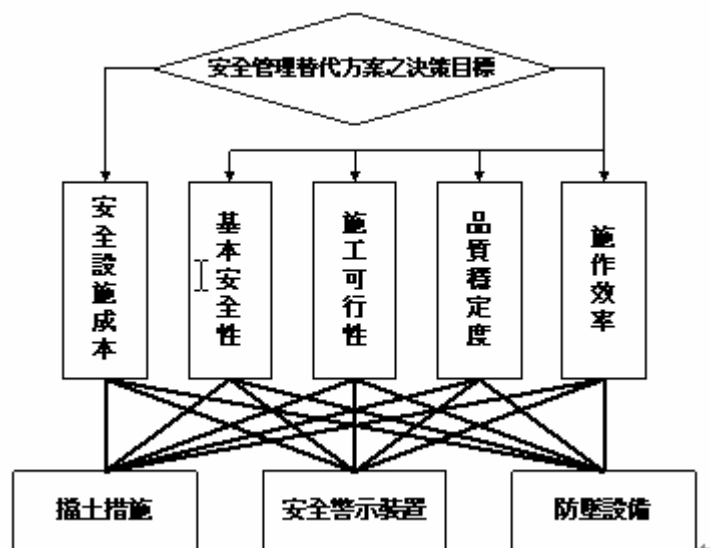 安全管理替代方案之決策目標
安全設施成本
基本安全性
施工可行性
品質穩定度
施作效率
擋土措施
安全警示裝置
防墜設備